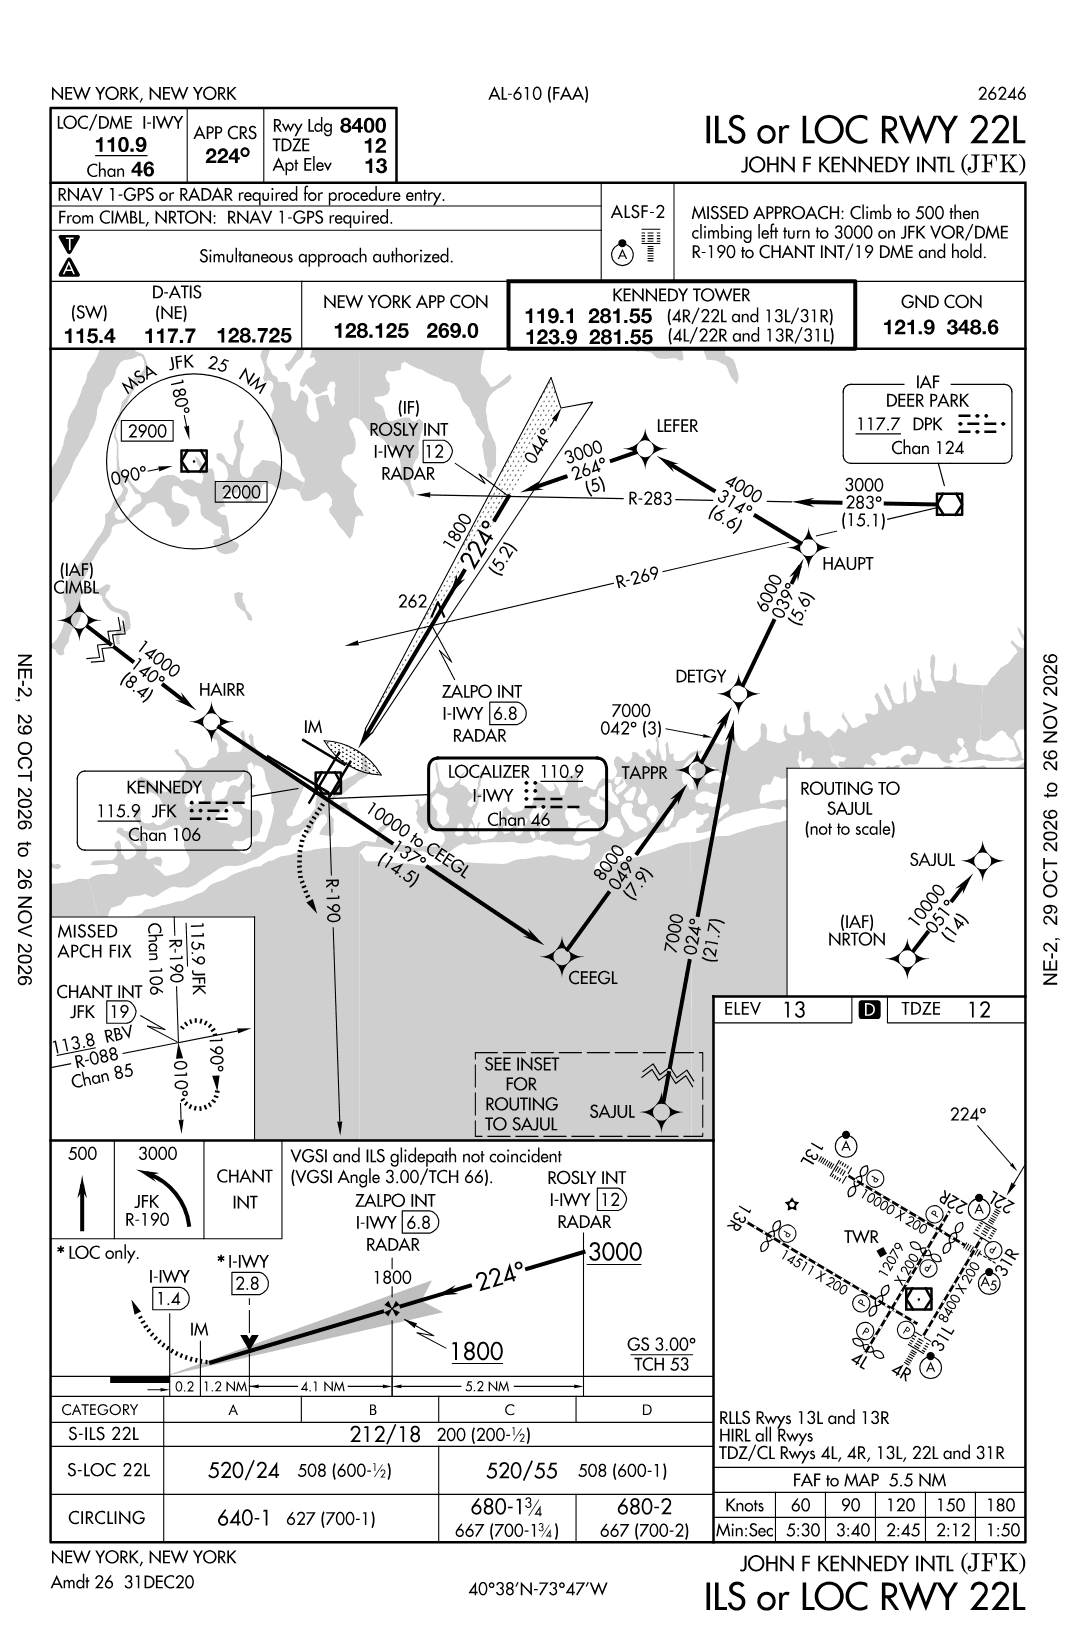 NEW YORK, NEW YORK
AL-610 (FAA)
26246
ILS or LOC RWY 22L
JOHN F KENNEDY INTL (JFK)
LOC/DME I-IWY
110.9
Chan 46
APP CRS
224°
Rwy Ldg 8400
TDZE 12
Apt Elev 13
RNAV 1-GPS or RADAR required for procedure entry.
From CIMBL, NRTON: RNAV 1-GPS required.
T
A
Simultaneous approach authorized.
ALSF-2
A
MISSED APPROACH: Climb to 500 then
climbing left turn to 3000 on JFK VOR/DME
R-190 to CHANT INT/19 DME and hold.
D-ATIS
(SW) (NE)
115.4 117.7 128.725
NEW YORK APP CON
128.125 269.0
KENNEDY TOWER
119.1 281.55 (4R/22L and 13L/31R)
123.9 281.55 (4L/22R and 13R/31L)
GND CON
121.9 348.6
MSA JFK 25 NM
180°
2900
090°
2000
(IF)
ROSLY INT
I-IWY 12
RADAR
044°
LEFER
3000
264°
(5)
IAF
DEER PARK
117.7 DPK
Chan 124
R-283
4000
314°
(6.6)
3000
283°
(15.1)
1800
224°
(5.2)
HAUPT
R-269
262
6000
039°
(5.6)
(IAF)
CIMBL
14000
140°
(8.4)
HAIRR
ZALPO INT
I-IWY 6.8
RADAR
DETGY
7000
042° (3)
TAPPR
IM
KENNEDY
115.9 JFK
Chan 106
LOCALIZER 110.9
I-IWY
Chan 46
10000 to CEEGL
137°
(14.5)
8000
049°
(7.9)
R-190
CEEGL
7000
024°
(21.7)
ROUTING TO
SAJUL
(not to scale)
SAJUL
(IAF)
NRTON
10000
051°
(14)
MISSED
APCH FIX
CHANT INT
JFK 19
115.9 JFK
R-190
Chan 106
113.8 RBV
R-088
Chan 85
190°
010°
SEE INSET
FOR
ROUTING
TO SAJUL
SAJUL
NE-2, 29 OCT 2026 to 26 NOV 2026
NE-2, 29 OCT 2026 to 26 NOV 2026
ELEV 13
D
TDZE 12
224°
13L
A
P
10000 X 200
22R
P
A
22L
13R
P
14511 X 200
TWR
12079 X 200
P
P
31R
A5
8400 X 200
P
P
4L
4R
31L
A
RLLS Rwys 13L and 13R
HIRL all Rwys
TDZ/CL Rwys 4L, 4R, 13L, 22L and 31R
FAF to MAP 5.5 NM
Knots 60 90 120 150 180
Min:Sec 5:30 3:40 2:45 2:12 1:50
500
3000
JFK
R-190
CHANT
INT
VGSI and ILS glidepath not coincident
(VGSI Angle 3.00/TCH 66).
ZALPO INT
I-IWY 6.8
RADAR
ROSLY INT
I-IWY 12
RADAR
* LOC only.
I-IWY
1.4
*I-IWY
2.8
IM
1800
224°
3000
1800
GS 3.00°
TCH 53
0.2 1.2 NM 4.1 NM 5.2 NM
CATEGORY A B C D
S-ILS 22L 212/18 200 (200-½)
S-LOC 22L 520/24 508 (600-½) 520/55 508 (600-1)
CIRCLING 640-1 627 (700-1) 680-1¾ 667 (700-1¾) 680-2 667 (700-2)
NEW YORK, NEW YORK
Amdt 26 31DEC20
40°38'N-73°47'W
JOHN F KENNEDY INTL (JFK)
ILS or LOC RWY 22L